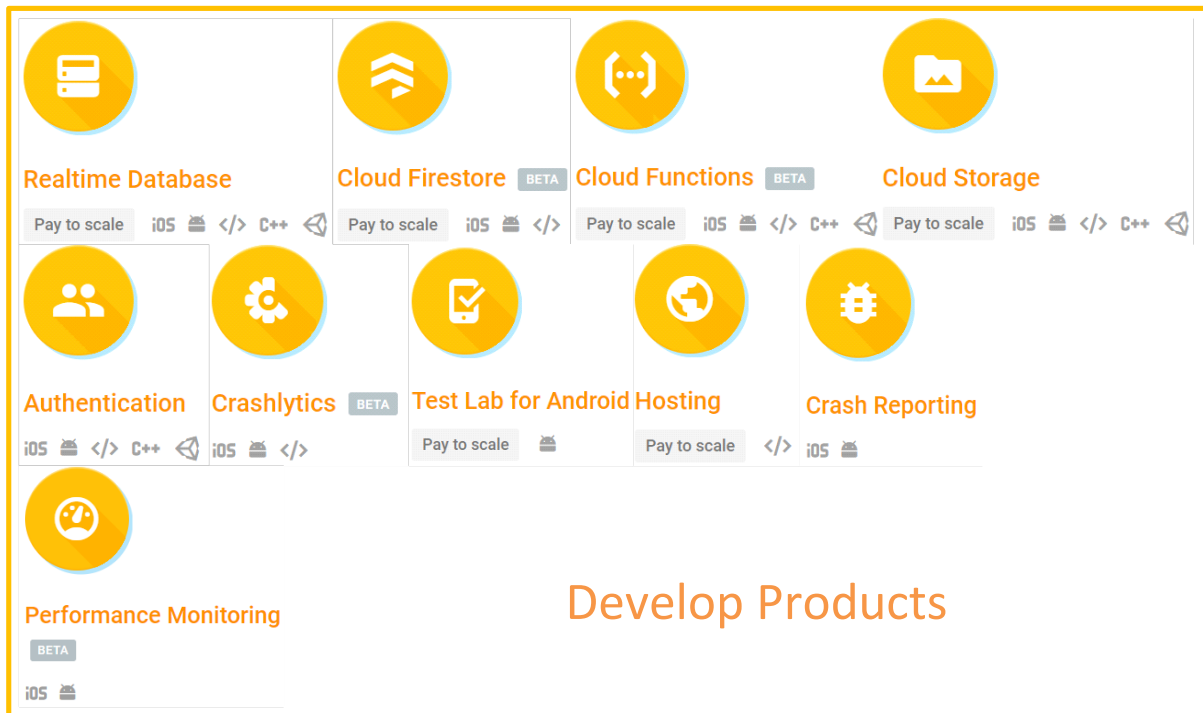 Realtime Database
Pay to scale iOS </> C++
Cloud Firestore BETA
Pay to scale iOS </>
Cloud Functions BETA
Pay to scale iOS </> C++
Cloud Storage
Pay to scale iOS </> C++
Authentication
iOS </> C++
Crashlytics BETA
iOS </>
Test Lab for Android
Pay to scale
Hosting
Pay to scale </>
Crash Reporting
iOS
Performance Monitoring
BETA
iOS
Develop Products